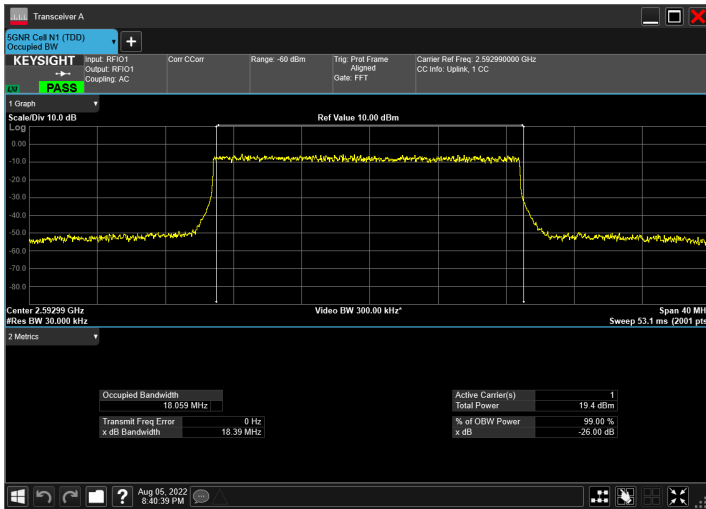 Transceiver A
5GNR Cell N1 (TDD)
Occupied BW
KEYSIGHT
LXI
PASS
Input: RFIO1
Output: RFIO1
Coupling: AC
Corr CCorr
Range: -60 dBm
Trig: Prot Frame
Aligned
Gate: FFT
Carrier Ref Freq: 2.592990000 GHz
CC Info: Uplink, 1 CC
1 Graph
Scale/Div 10.0 dB
Ref Value 10.00 dBm
Log
0.00
-10.0
-20.0
-30.0
-40.0
-50.0
-60.0
-70.0
-80.0
Center 2.59299 GHz
#Res BW 30.000 kHz
Video BW 300.00 kHz*
Span 40 MH
Sweep 53.1 ms (2001 pts
2 Metrics
Occupied Bandwidth
18.059 MHz
Transmit Freq Error 0 Hz
x dB Bandwidth 18.39 MHz
Active Carrier(s) 1
Total Power 19.4 dBm
% of OBW Power 99.00 %
x dB -26.00 dB
?
Aug 05, 2022
8:40:39 PM